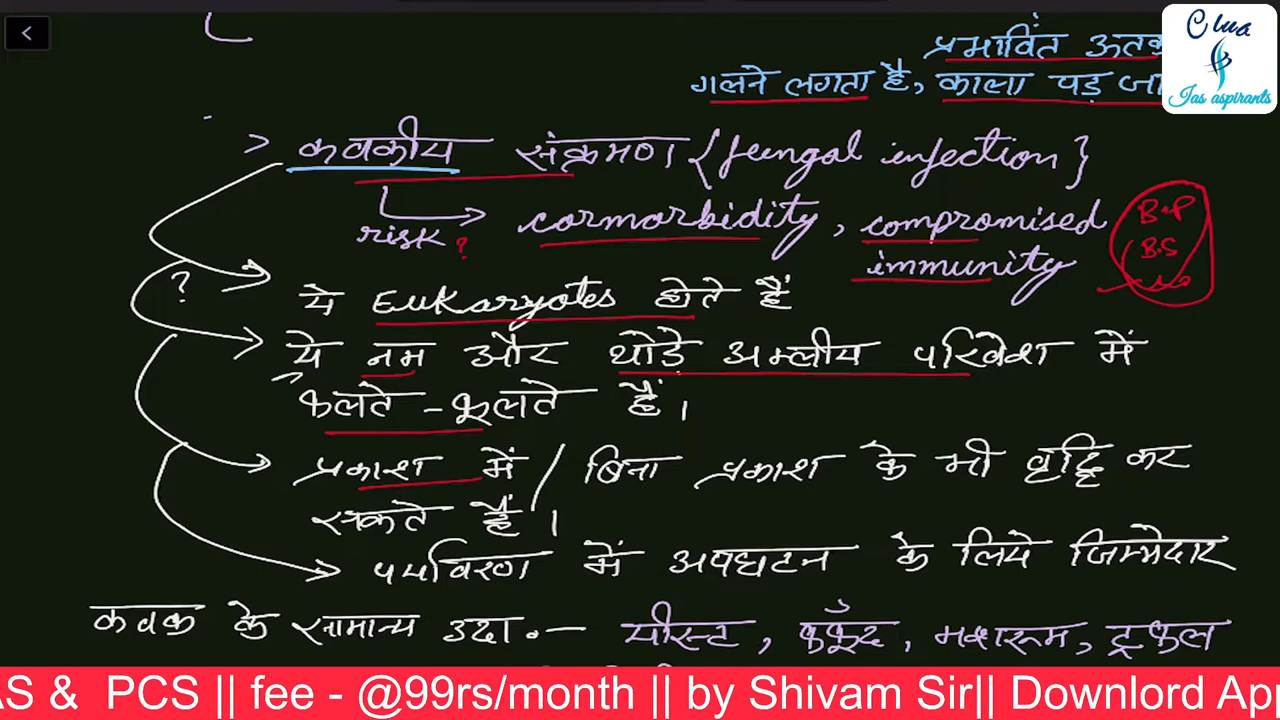 प्रभावित ऊतक
गलने लगता है, काला पड़ जा
Clua
Jas aspirants
कवकीय संक्रमण {fungal infection}
risk ? cormorbidity, compromised immunity
B.P
B.S
?
ये Eukaryotes होते हैं
ये नम और थोड़े अम्लीय परिवेश में
फलते - फूलते हैं।
प्रकाश में / बिना प्रकाश के भी वृद्धि कर
सकते हैं।
पर्यावरण में अपघटन के लिये जिम्मेदार
कवक के सामान्य उदा०- यीस्ट, फफूँद, मशरूम, ट्रफल
AS & PCS || fee - @99rs/month || by Shivam Sir|| Downlord App